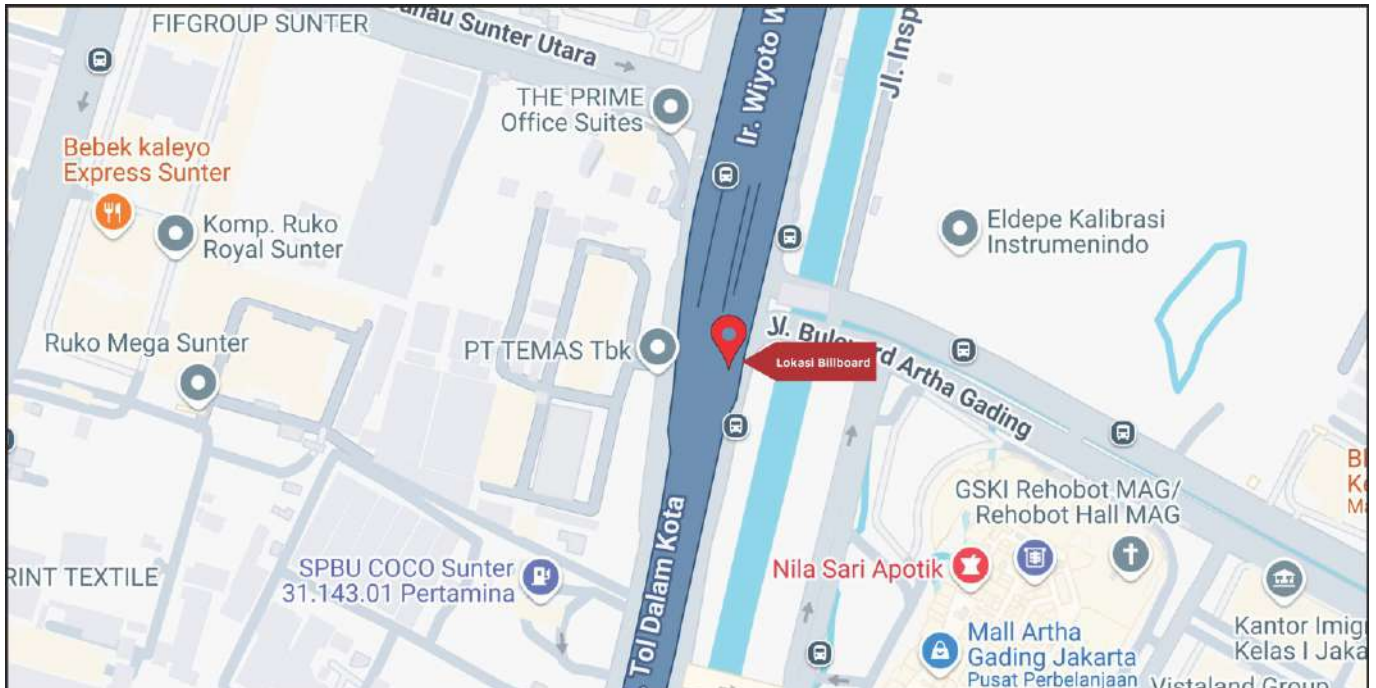 FIFGROUP SUNTER
anau Sunter Utara
Ir. Wiyoto W
Jl. Insp
THE PRIME
Office Suites
Bebek kaleyo
Express Sunter
Komp. Ruko
Royal Sunter
Eldepe Kalibrasi
Instrumenindo
Ruko Mega Sunter
PT TEMAS Tbk
Lokasi Billboard
Jl. Bulevard Artha Gading
GSKI Rehobot MAG/
Rehobot Hall MAG
Tol Dalam Kota
RINT TEXTILE
SPBU COCO Sunter
31.143.01 Pertamina
Nila Sari Apotik
Mall Artha
Gading Jakarta
Pusat Perbelanjaan
Kantor Imig
Kelas I Jaka
Vistaland Group